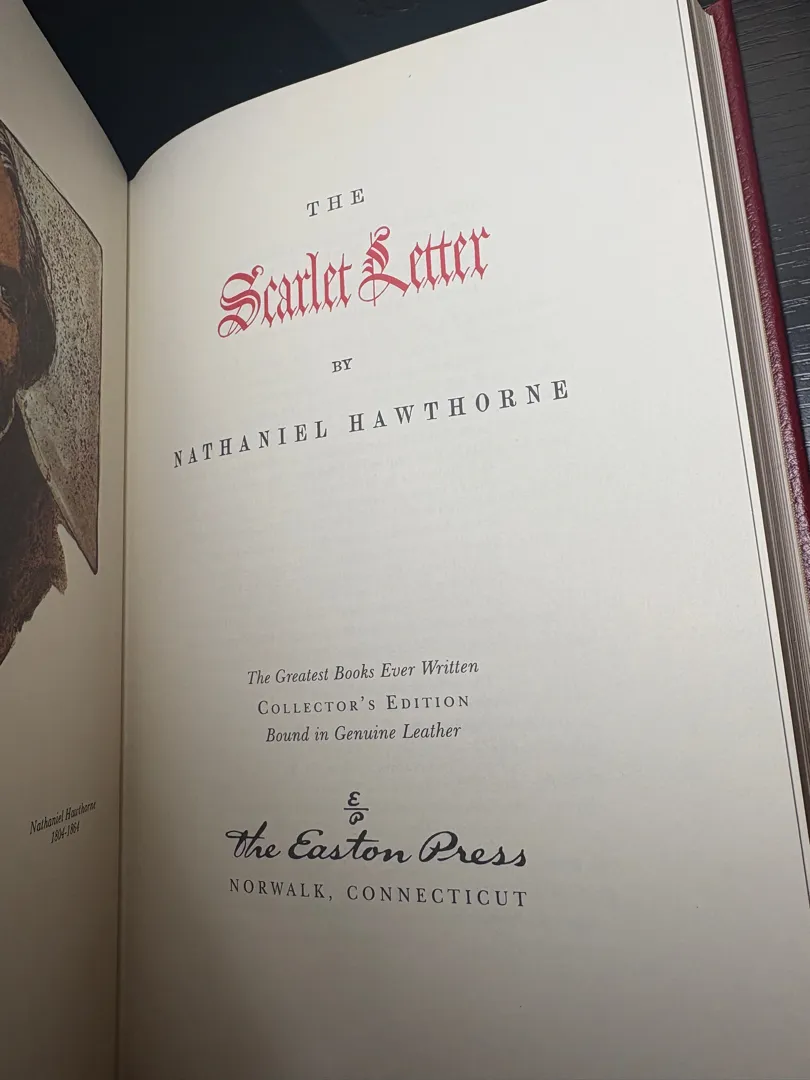 Nathaniel Hawthorne
1804-1864
THE
Scarlet Letter
BY
NATHANIEL HAWTHORNE
The Greatest Books Ever Written
COLLECTOR'S EDITION
Bound in Genuine Leather
E
P
The Easton Press
NORWALK, CONNECTICUT